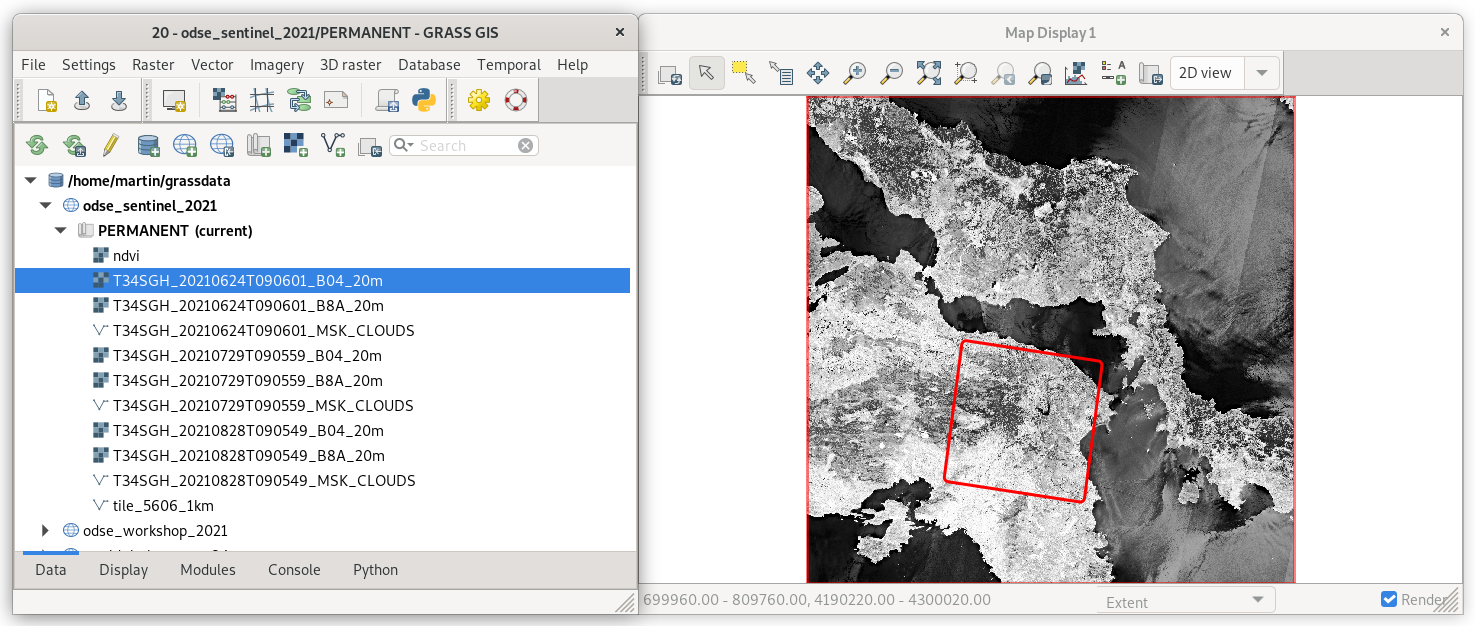 20 - odse_sentinel_2021/PERMANENT - GRASS GIS
Map Display 1
File Settings Raster Vector Imagery 3D raster Database Temporal Help
2D view
Search
/home/martin/grassdata
odse_sentinel_2021
PERMANENT (current)
ndvi
T34SGH_20210624T090601_B04_20m
T34SGH_20210624T090601_B8A_20m
T34SGH_20210624T090601_MSK_CLOUDS
T34SGH_20210729T090559_B04_20m
T34SGH_20210729T090559_B8A_20m
T34SGH_20210729T090559_MSK_CLOUDS
T34SGH_20210828T090549_B04_20m
T34SGH_20210828T090549_B8A_20m
T34SGH_20210828T090549_MSK_CLOUDS
tile_5606_1km
odse_workshop_2021
Data Display Modules Console Python
699960.00 - 809760.00, 4190220.00 - 4300020.00
Extent
Render